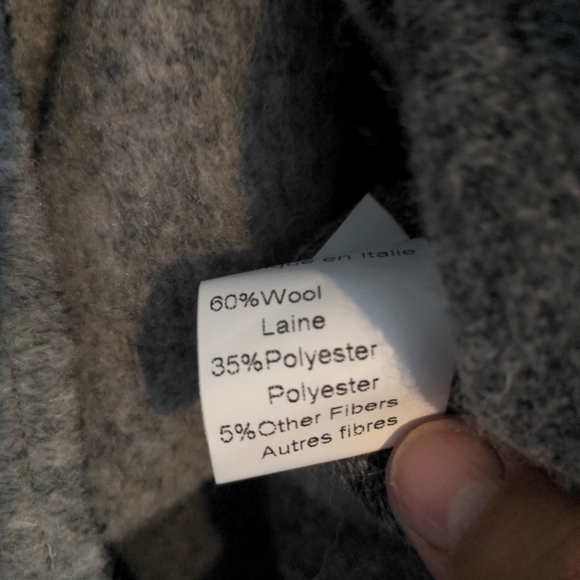 en Italie
60%Wool
Laine
35%Polyester
Polyester
5%Other Fibers
Autres fibres